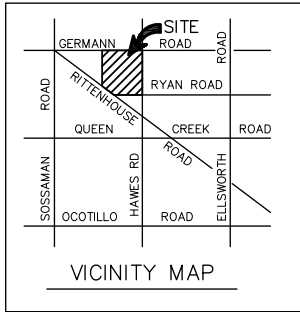 SITE
GERMANN ROAD
ROAD
RYAN ROAD
RITTENHOUSE ROAD
ROAD
QUEEN CREEK ROAD
SOSSAMAN
HAWES RD
ELLSWORTH
OCOTILLO ROAD
VICINITY MAP